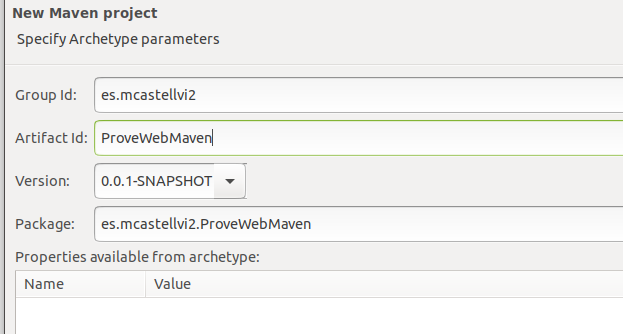 New Maven project
Specify Archetype parameters
Group Id: es.mcastellvi2
Artifact Id: ProveWebMaven
Version: 0.0.1-SNAPSHOT
Package: es.mcastellvi2.ProveWebMaven
Properties available from archetype:
Name Value